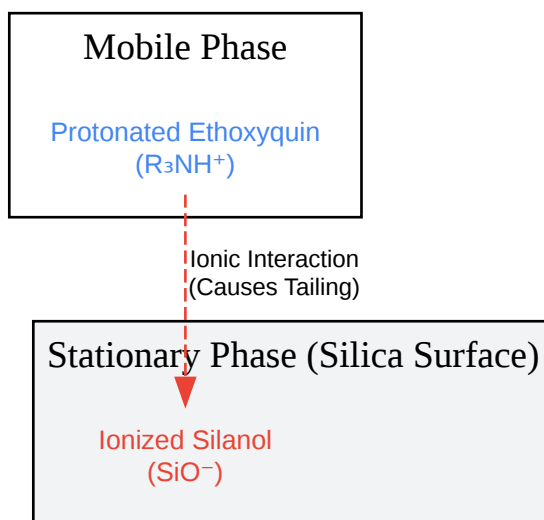 Mobile Phase
Protonated Ethoxyquin
(R₃NH⁺)
Ionic Interaction
(Causes Tailing)
Stationary Phase (Silica Surface)
Ionized Silanol
(SiO⁻)